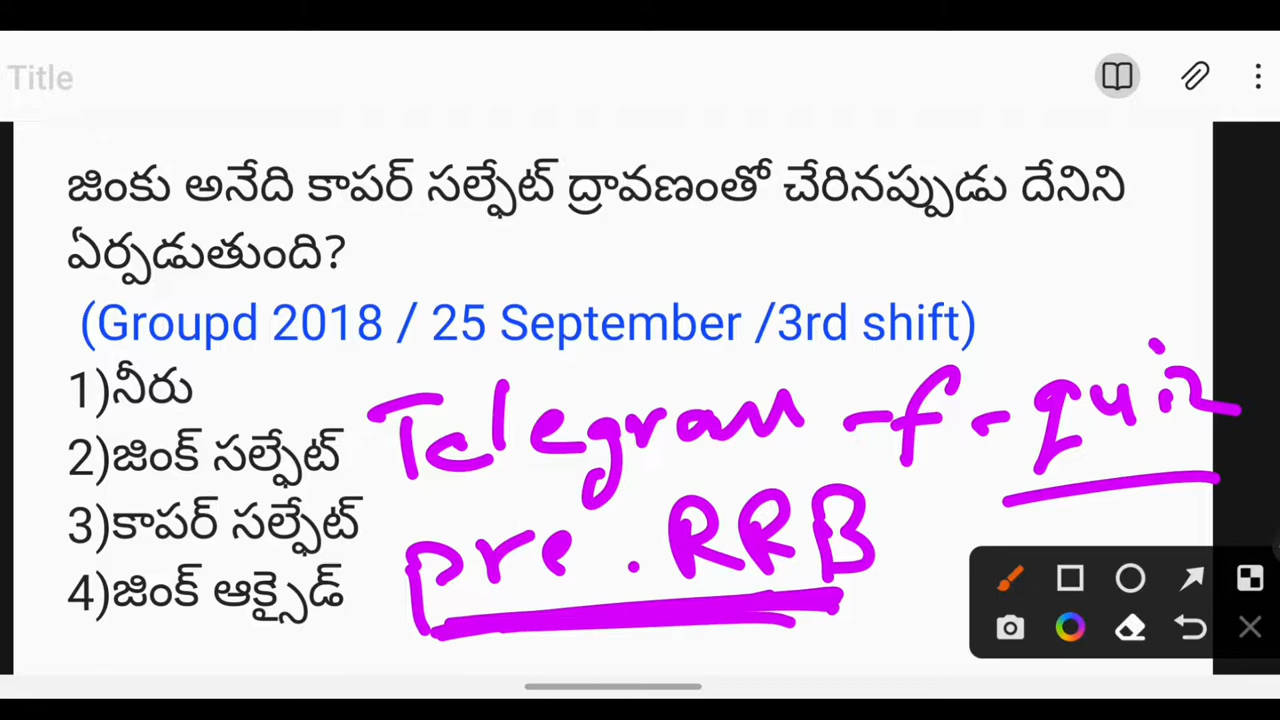 Title
జింకు అనేది కాపర్ సల్ఫేట్ ద్రావణంతో చేరినప్పుడు దేనిని
ఏర్పడుతుంది?
(Groupd 2018 / 25 September /3rd shift)
1)నీరు
2)జింక్ సల్ఫేట్
3)కాపర్ సల్ఫేట్
4)జింక్ ఆక్సైడ్
Telegram -f- quiz
pre.RRB